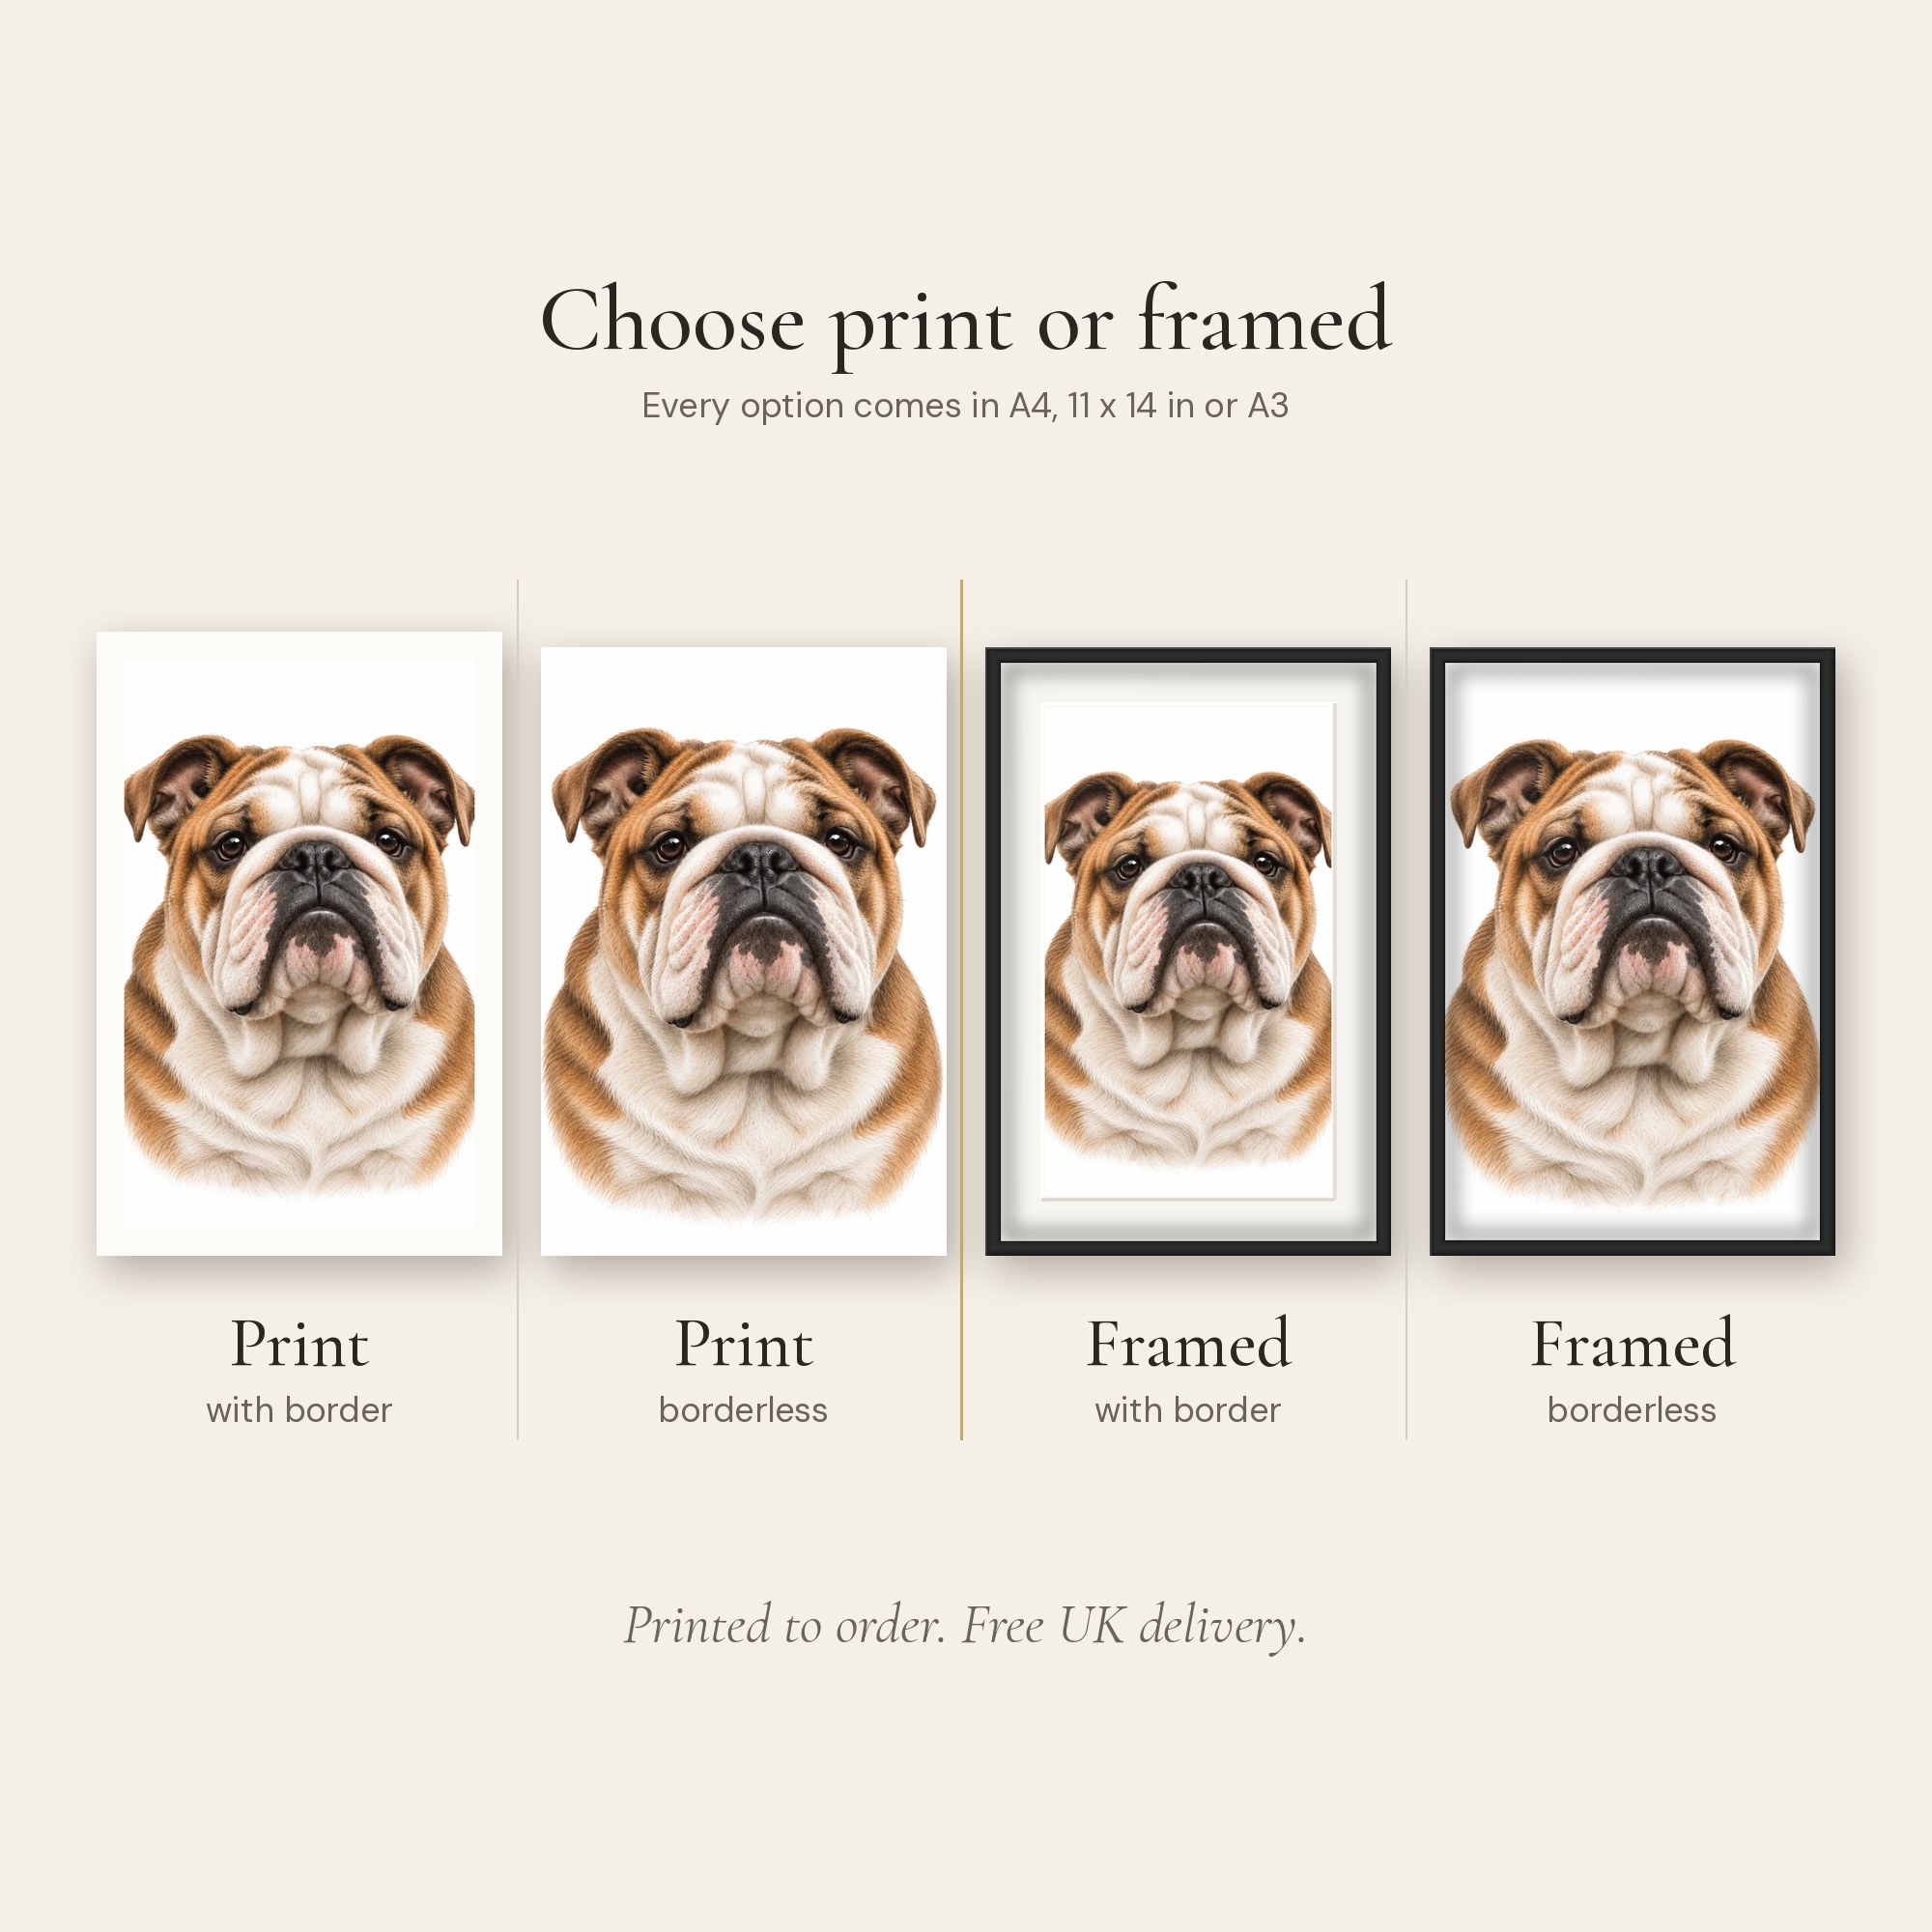 Choose print or framed
Every option comes in A4, 11 x 14 in or A3
Print
with border
Print
borderless
Framed
with border
Framed
borderless
Printed to order. Free UK delivery.